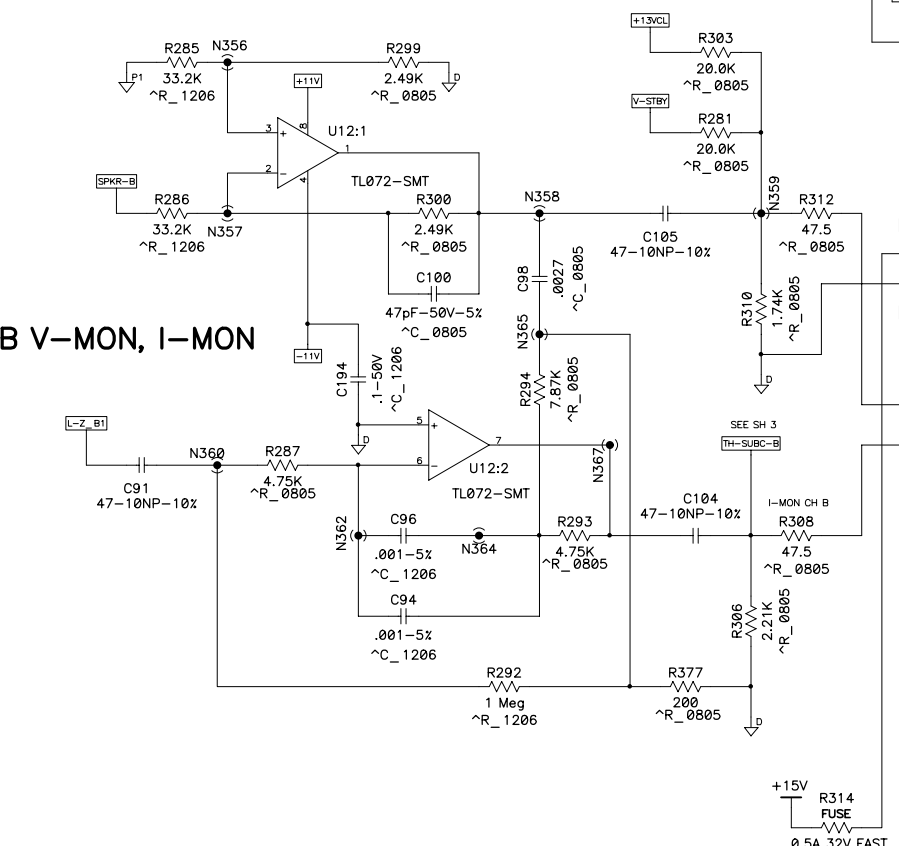 +13VCL
R303
20.0K
^R_0805
V-STBY
R281
20.0K
^R_0805
R285
33.2K
^R_1206
N356
P1
+11V
R299
2.49K
^R_0805
D
3
+
8
U12:1
1
2
-
4
TL072-SMT
SPKR-B
R286
33.2K
^R_1206
N357
R300
2.49K
^R_0805
C100
47pF-50V-5%
^C_0805
N358
C98
.0027
^C_0805
C105
47-10NP-10%
N359
R312
47.5
^R_0805
R310
1.74K
^R_0805
D
B V-MON, I-MON
-11V
C194
.1-50V
^C_1206
D
N365
R294
7.87K
^R_0805
L-Z_B1
C91
47-10NP-10%
N360
R287
4.75K
^R_0805
5
+
6
-
7
U12:2
TL072-SMT
N367
SEE SH 3
TH-SUBC-B
C104
47-10NP-10%
I-MON CH B
R308
47.5
^R_0805
N362
C96
.001-5%
^C_1206
N364
R293
4.75K
^R_0805
C94
.001-5%
^C_1206
R306
2.21K
^R_0805
R292
1 Meg
^R_1206
R377
200
^R_0805
D
+15V
R314
FUSE
0.5A 32V FAST